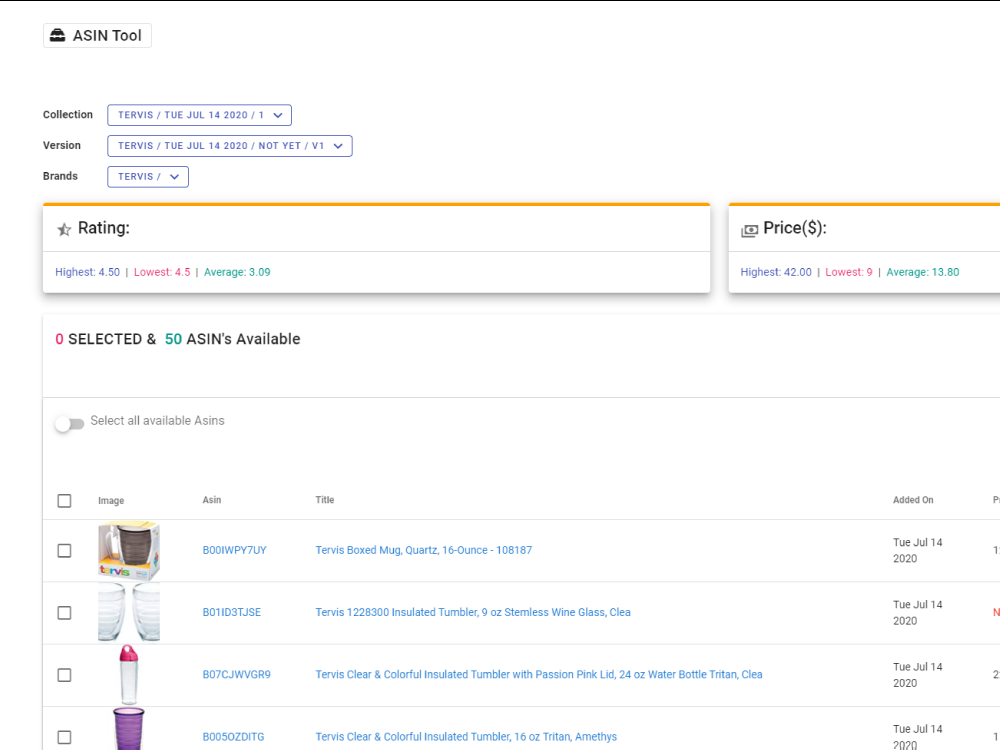 ASIN Tool
Collection TERVIS / TUE JUL 14 2020 / 1
Version TERVIS / TUE JUL 14 2020 / NOT YET / V1
Brands TERVIS /
Rating: Price($):
Highest: 4.50 | Lowest: 4.5 | Average: 3.09 Highest: 42.00 | Lowest: 9 | Average: 13.80
0 SELECTED & 50 ASIN's Available
Select all available Asins
Image Asin Title Added On
tervis
B00IWPY7UY Tervis Boxed Mug, Quartz, 16-Ounce - 108187 Tue Jul 14
2020
B01ID3TJSE Tervis 1228300 Insulated Tumbler, 9 oz Stemless Wine Glass, Clea Tue Jul 14
2020
B07CJWVGR9 Tervis Clear & Colorful Insulated Tumbler with Passion Pink Lid, 24 oz Water Bottle Tritan, Clea Tue Jul 14
2020
B005OZDITG Tervis Clear & Colorful Insulated Tumbler, 16 oz Tritan, Amethys Tue Jul 14
2020